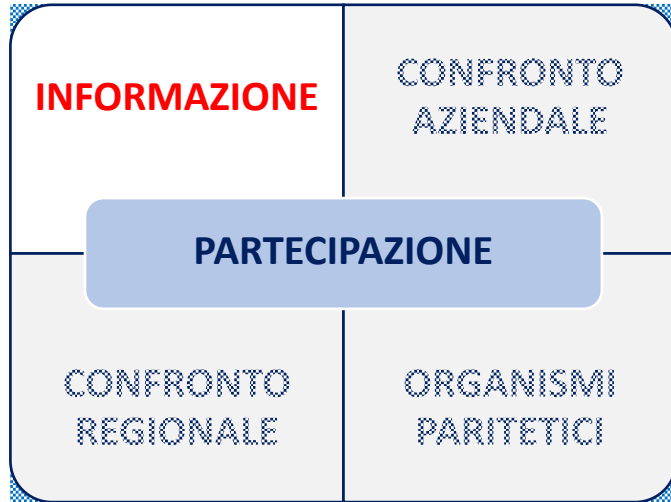 INFORMAZIONE
CONFRONTO
AZIENDALE
PARTECIPAZIONE
CONFRONTO
REGIONALE
ORGANISMI
PARITETICI